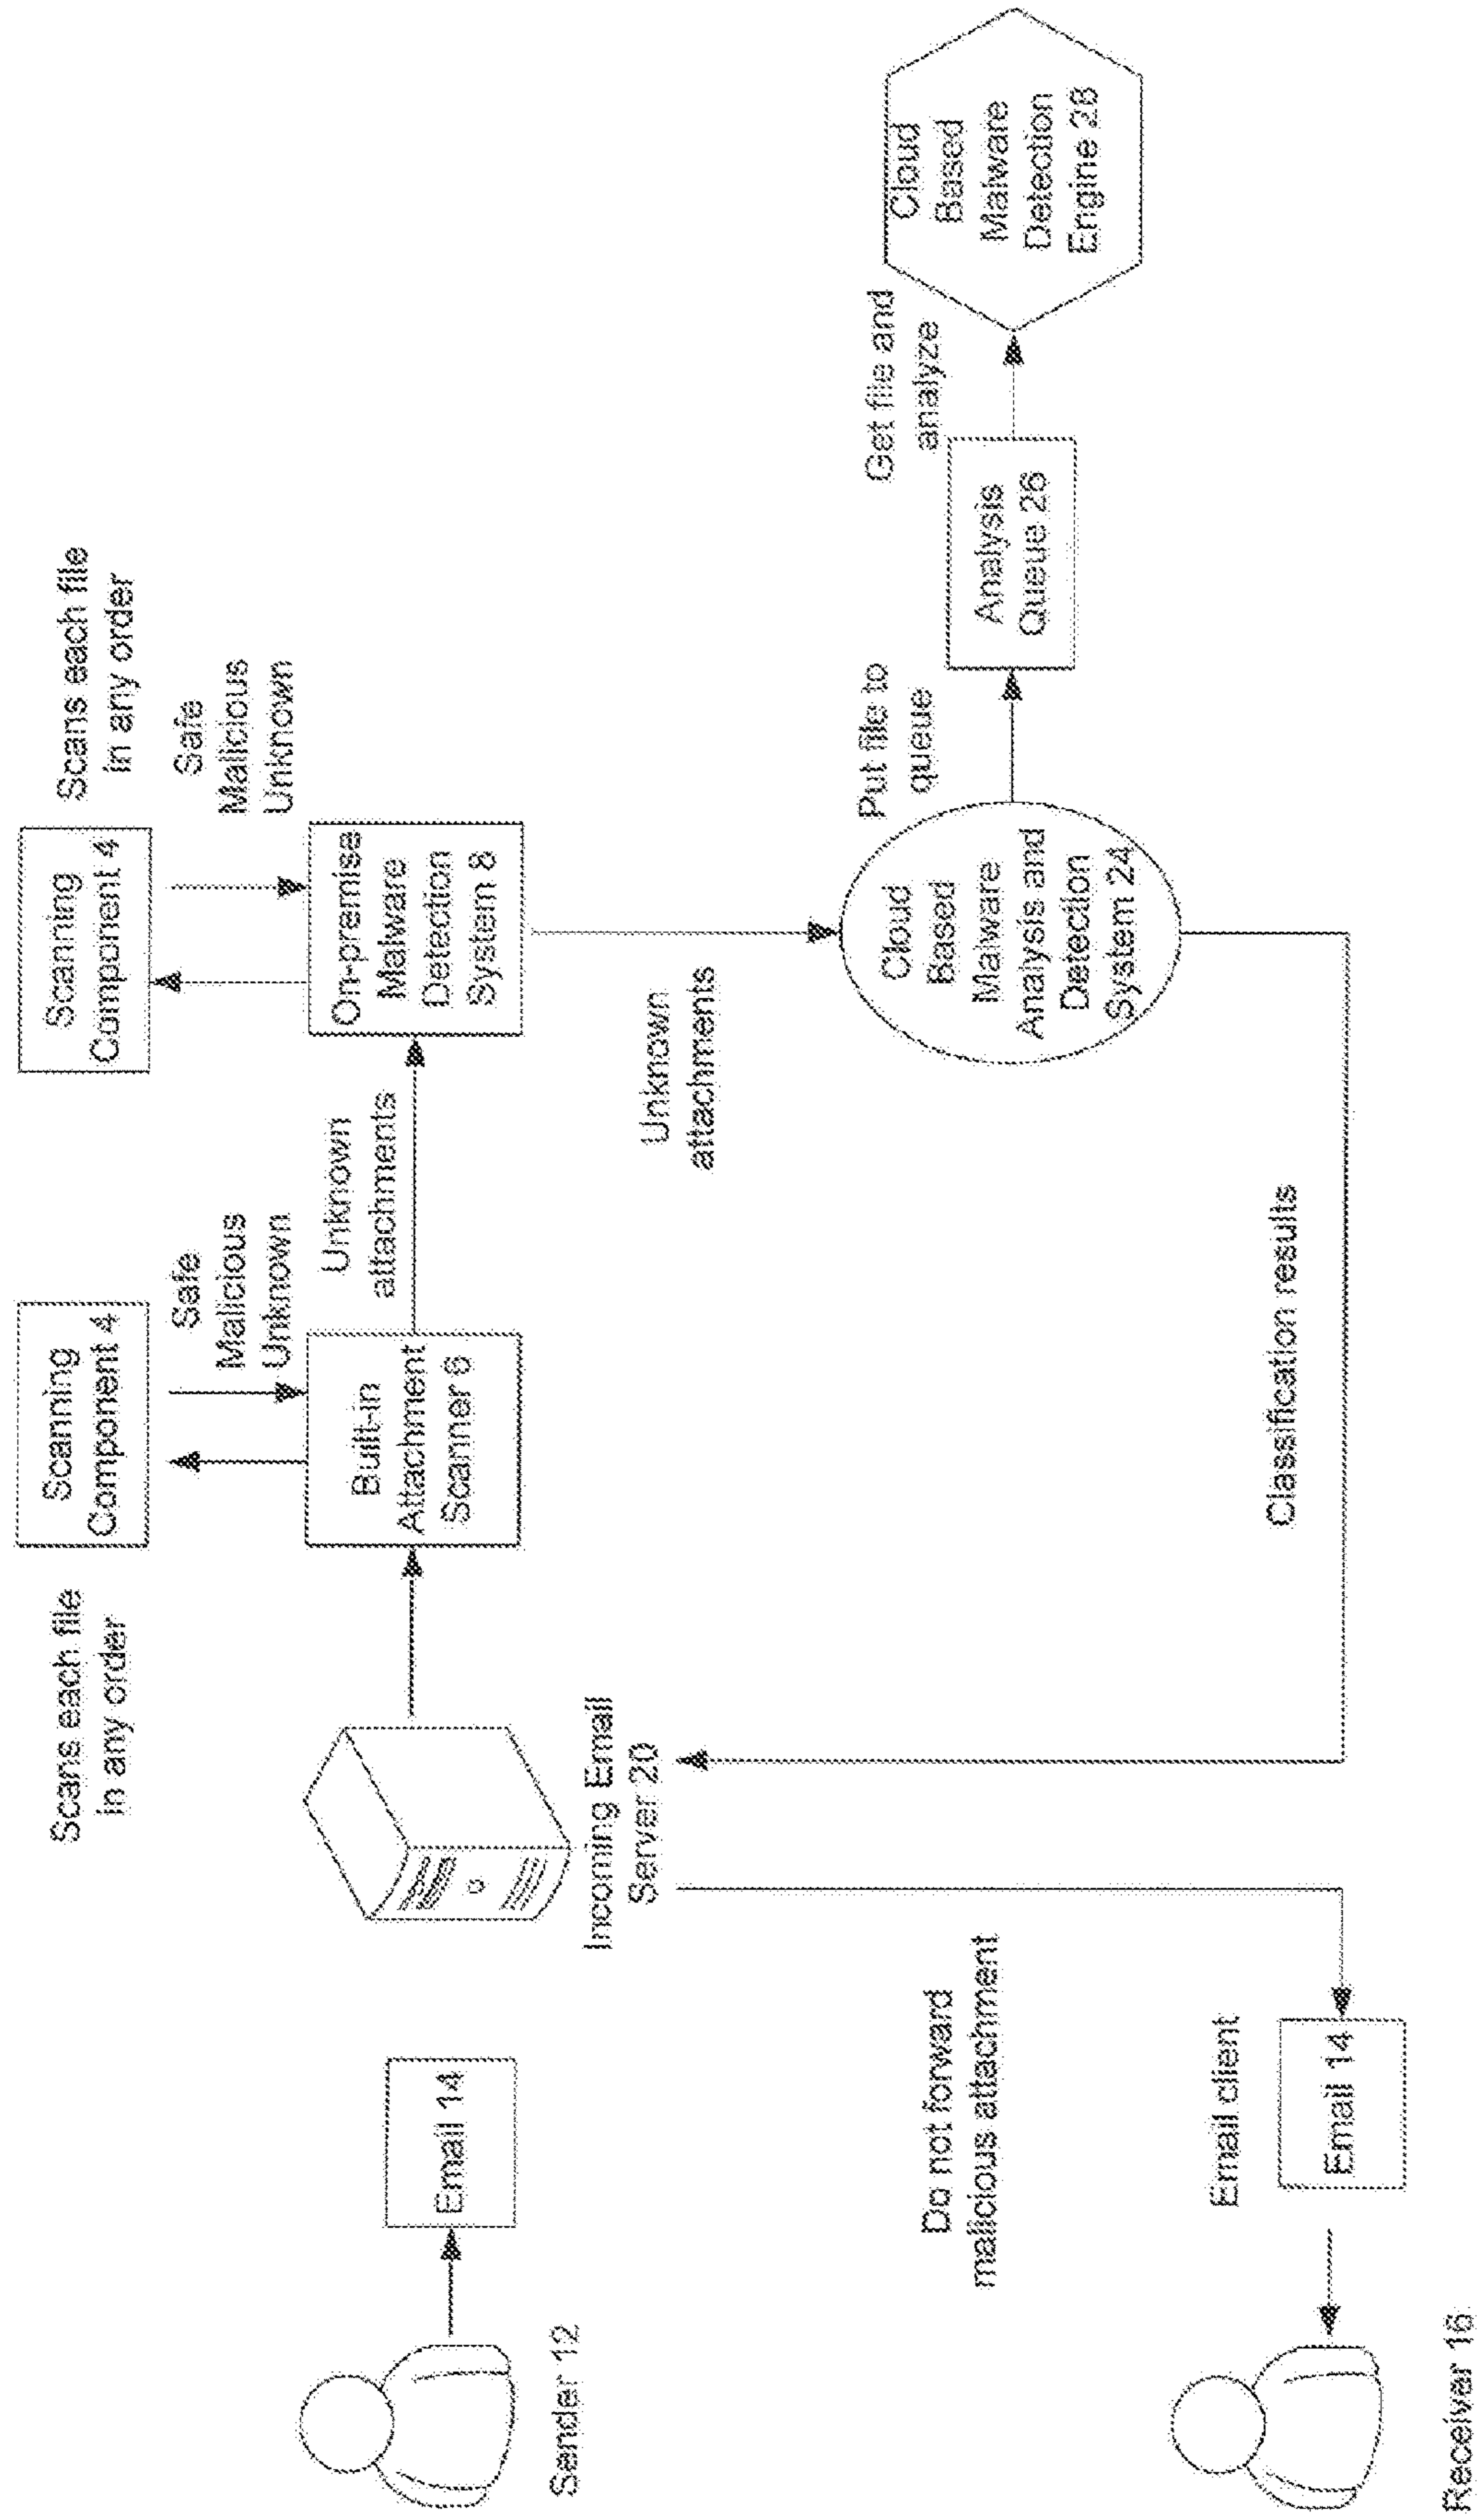 Scans each file
in any order
Scanning
Component 4
Safe
Malicious
Unknown
Scans each file
in any order
Scanning
Component 4
Safe
Malicious
Unknown
Sender 12
Email 14
Incoming Email
Server 20
Built-in
Attachment
Scanner 6
Unknown
attachments
On-premise
Malware
Detection
System 8
Unknown
attachments
Do not forward
malicious attachment
Cloud
Based
Malware
Analysis and
Detection
System 24
Put file to
queue
Analysis
Queue 26
Get file and
analyze
Cloud
Based
Malware
Detection
Engine 28
Classification results
Email client
Email 14
Receiver 16